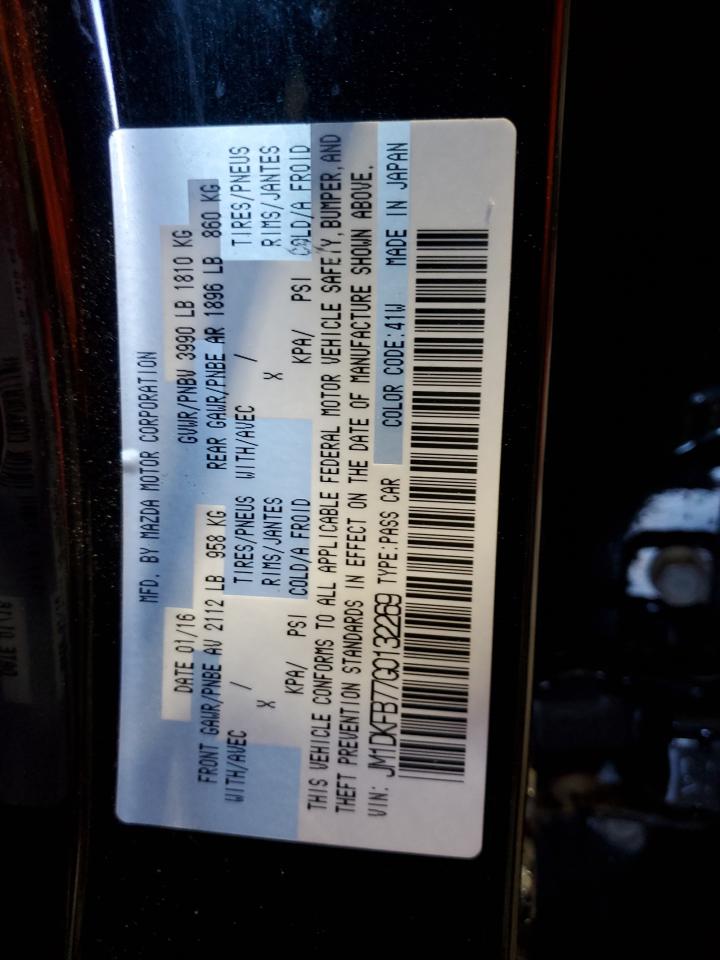 MFD. BY MAZDA MOTOR CORPORATION
DATE 01/16 GVWR/PNBV 3990 LB 1810 KG
FRONT GAWR/PNBE AV 2112 LB 958 KG REAR GAWR/PNBE AR 1896 LB 860 KG
WITH/AVEC / TIRES/PNEUS WITH/AVEC / TIRES/PNEUS
X RIMS/JANTES X RIMS/JANTES
KPA/ PSI COLD/A FROID KPA/ PSI COLD/A FROID
THIS VEHICLE CONFORMS TO ALL APPLICABLE FEDERAL MOTOR VEHICLE SAFETY, BUMPER, AND
THEFT PREVENTION STANDARDS IN EFFECT ON THE DATE OF MANUFACTURE SHOWN ABOVE.
VIN: JM1DKFB77G0132269 TYPE:PASS CAR COLOR CODE:41W MADE IN JAPAN